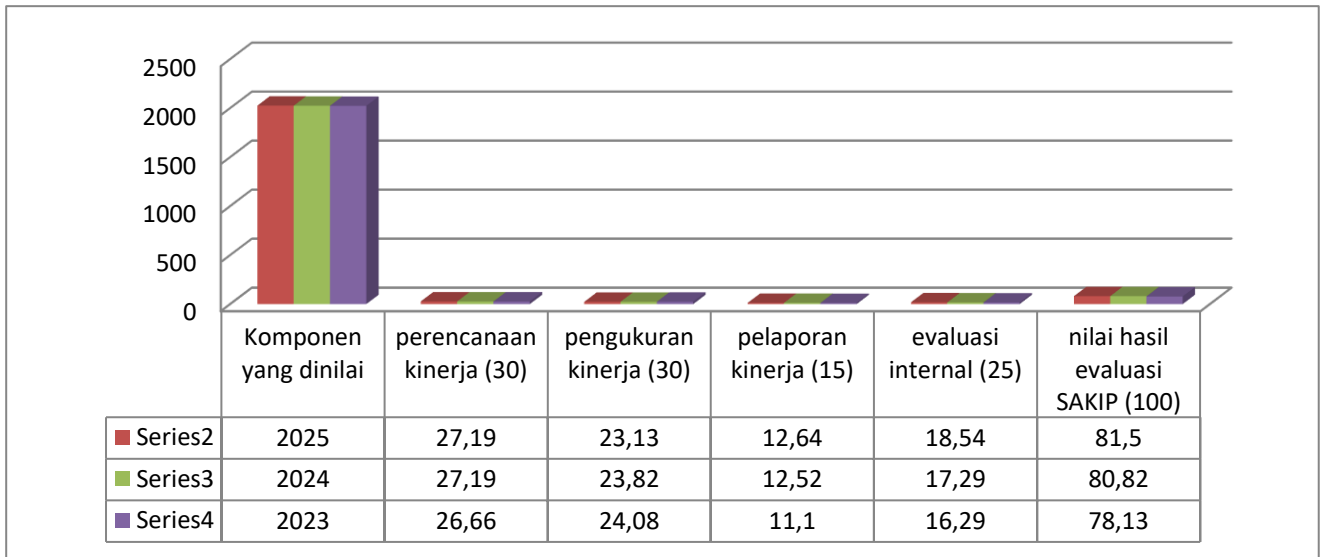 2500
2000
1500
1000
500
0
Komponen yang dinilai
perencanaan kinerja (30)
pengukuran kinerja (30)
pelaporan kinerja (15)
evaluasi internal (25)
nilai hasil evaluasi SAKIP (100)
Series2 2025 27,19 23,13 12,64 18,54 81,5
Series3 2024 27,19 23,82 12,52 17,29 80,82
Series4 2023 26,66 24,08 11,1 16,29 78,13